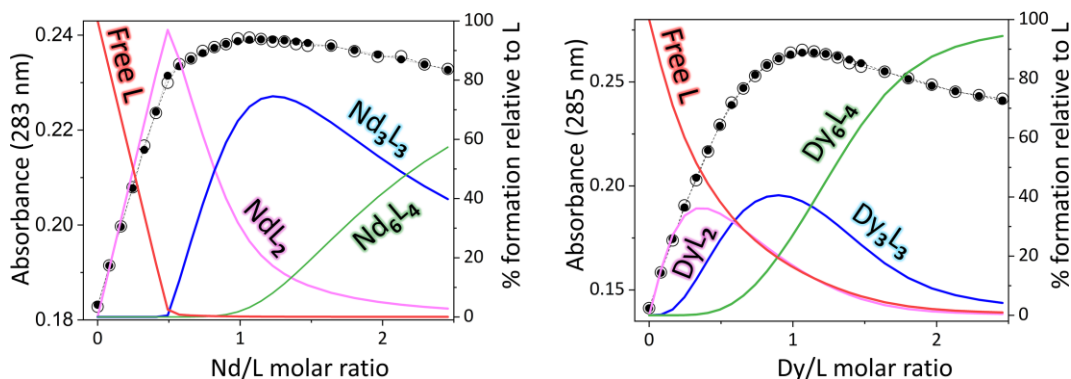 Absorbance (283 nm)
0.24
0.22
0.20
0.18
Free L
Nd₃L₃
NdL₂
Nd₆L₄
100
80
60
40
20
0
% formation relative to L
0
1
2
Nd/L molar ratio
Absorbance (285 nm)
0.25
0.20
0.15
Free L
Dy₆L₄
DyL₂
Dy₃L₃
100
80
60
40
20
0
% formation relative to L
0
1
2
Dy/L molar ratio